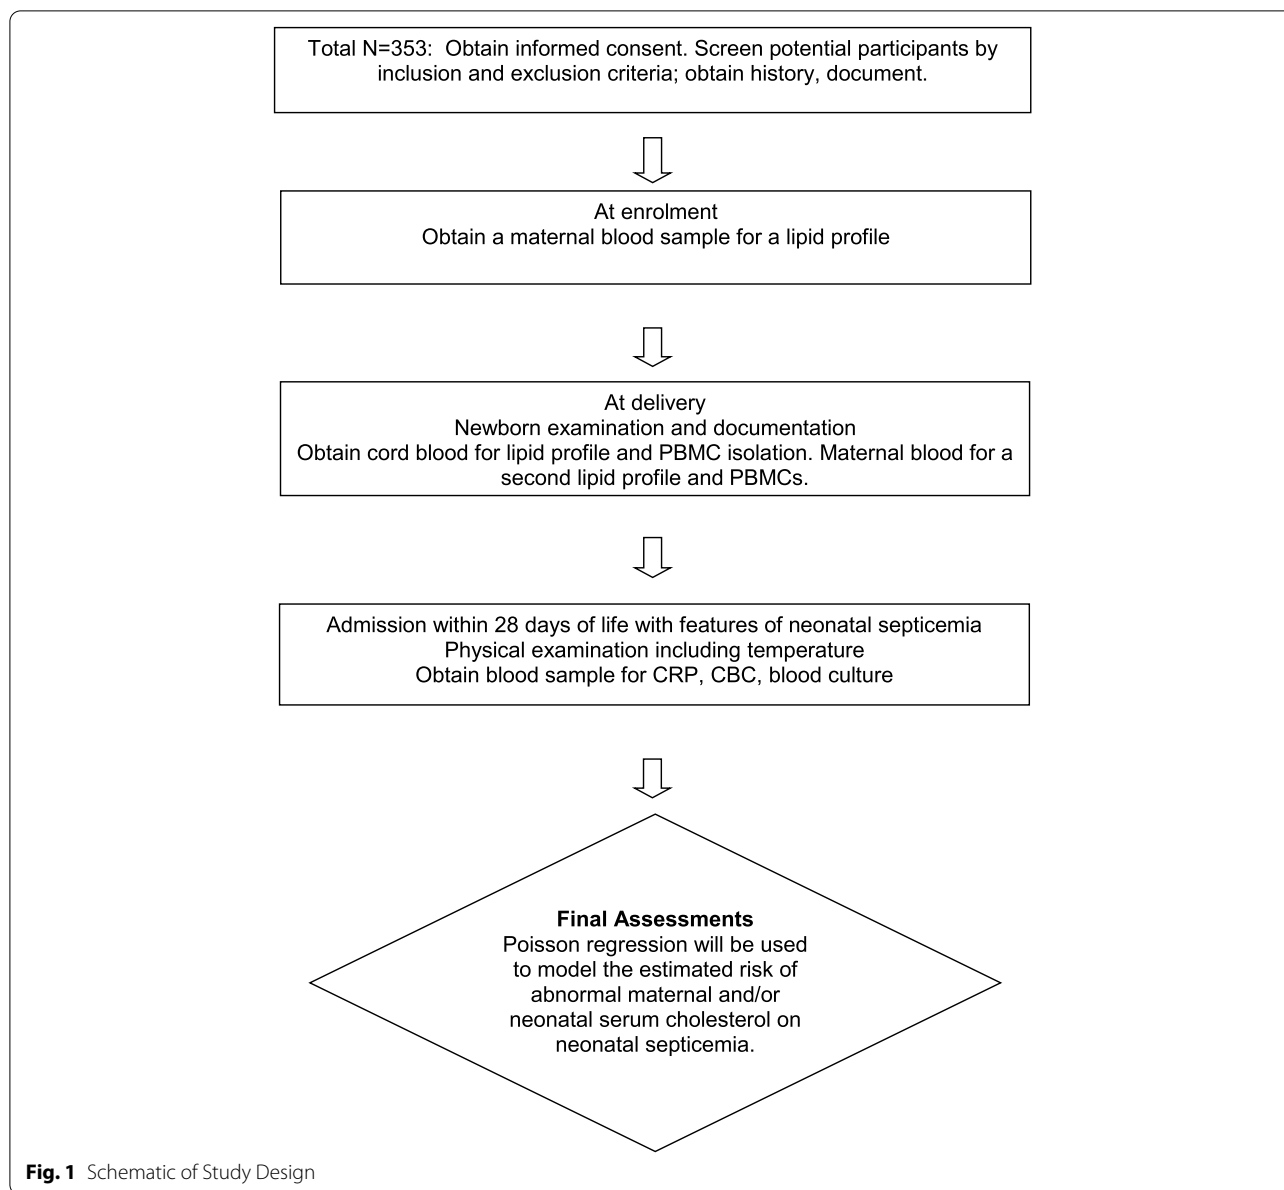 Total N=353:  Obtain informed consent. Screen potential participants by
inclusion and exclusion criteria; obtain history, document.
At enrolment
Obtain a maternal blood sample for a lipid profile
At delivery
Newborn examination and documentation
Obtain cord blood for lipid profile and PBMC isolation. Maternal blood for a
second lipid profile and PBMCs.
Admission within 28 days of life with features of neonatal septicemia
Physical examination including temperature
Obtain blood sample for CRP, CBC, blood culture
Final Assessments
Poisson regression will be used
to model the estimated risk of
abnormal maternal and/or
neonatal serum cholesterol on
neonatal septicemia.
Fig. 1 Schematic of Study Design